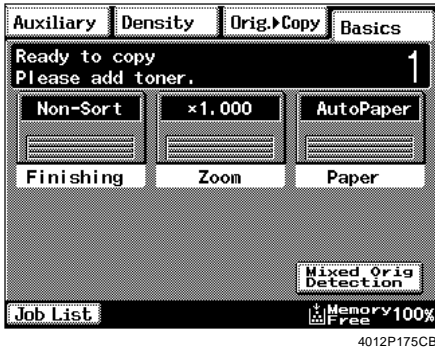 Auxiliary Density Orig.▶Copy Basics
Ready to copy 1
Please add toner.
Non-Sort ×1.000 AutoPaper
Finishing Zoom Paper
Mixed Orig
Detection
Job List Memory Free 100%
4012P175CB